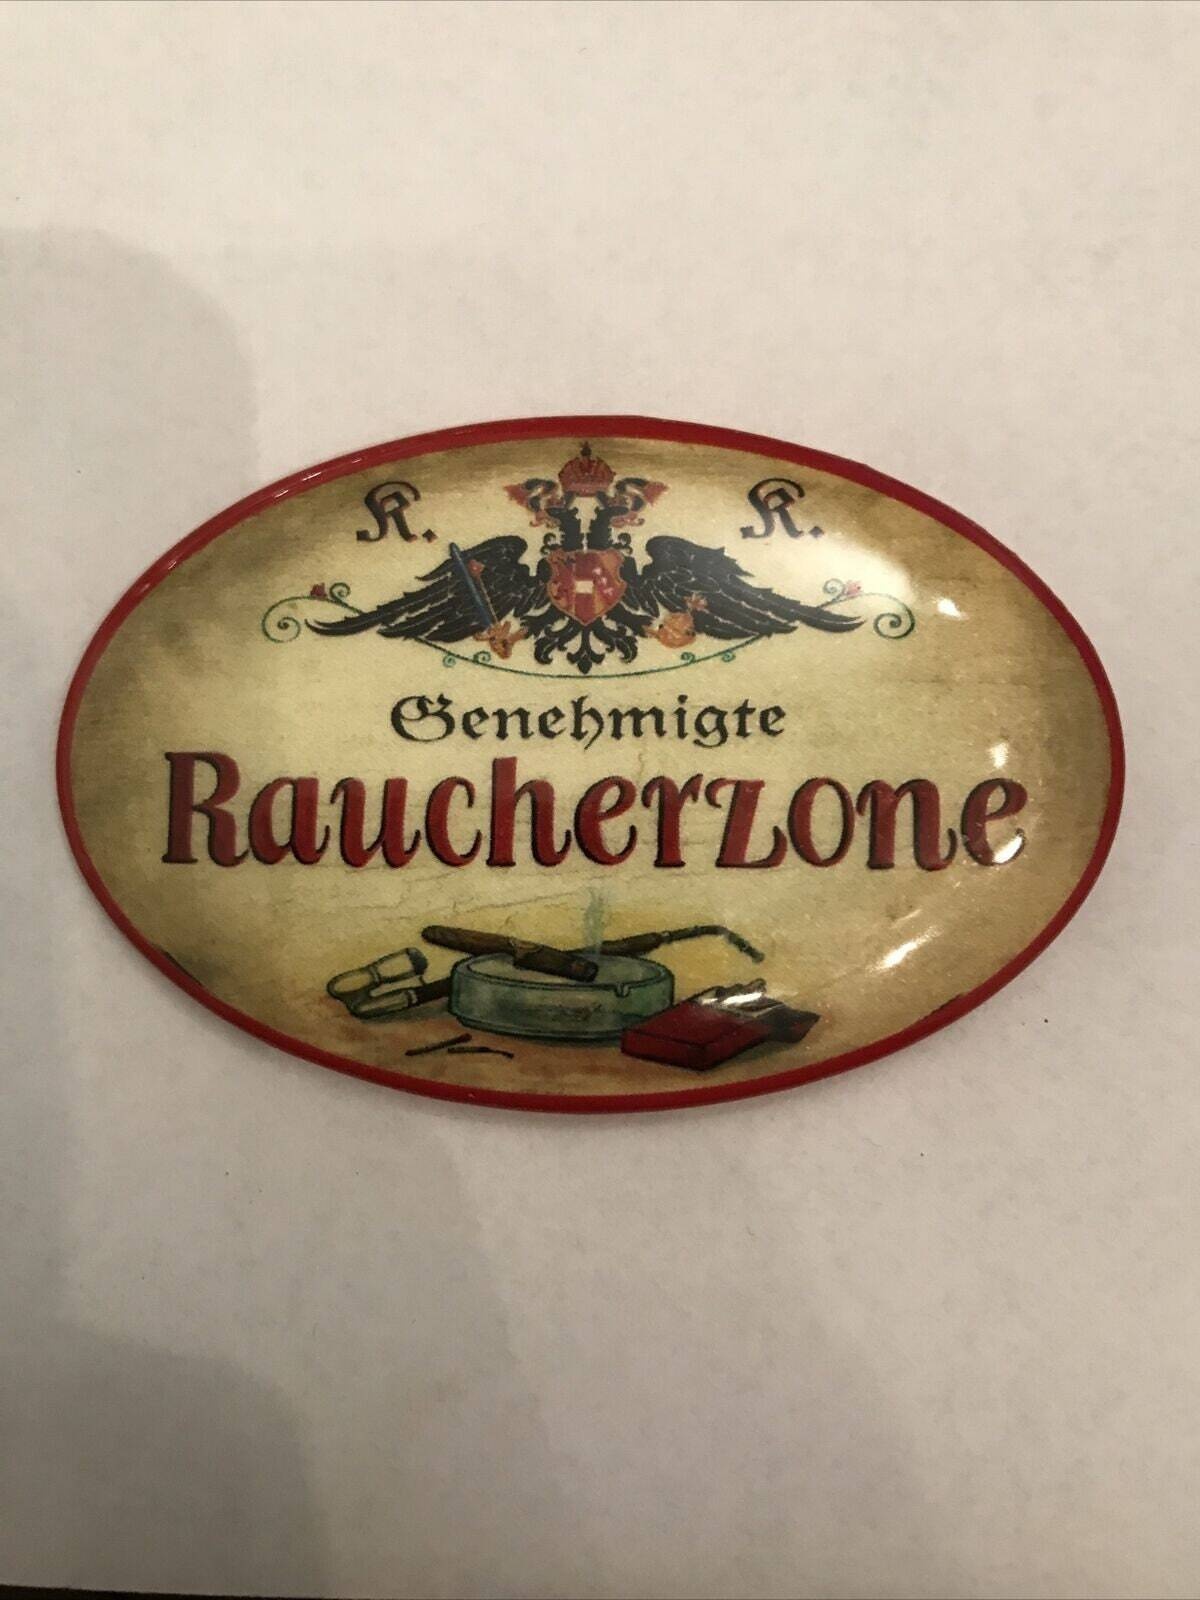 K. K.
Genehmigte
Raucherzone